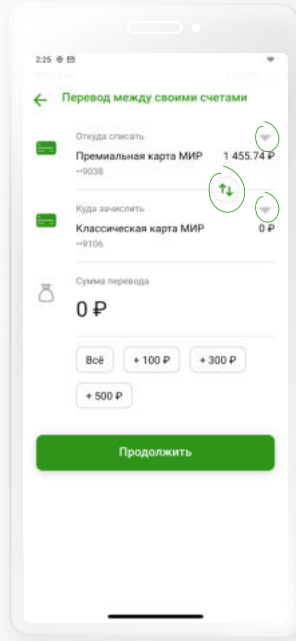 2:25
Перевод между своими счетами
Откуда списать
Премиальная карта МИР 1 455.74 ₽
··9038
Куда зачислить
Классическая карта МИР 0 ₽
··9106
Сумма перевода
0 ₽
Всё + 100 ₽ + 300 ₽
+ 500 ₽
Продолжить